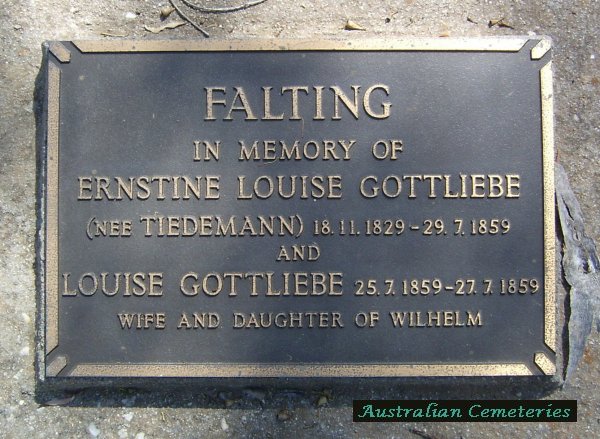 FALTING
IN MEMORY OF
ERNSTINE LOUISE GOTTLIEBE
(NEE TIEDEMANN) 18.11.1829-29.7.1859
AND
LOUISE GOTTLIEBE 25.7.1859-27.7.1859
WIFE AND DAUGHTER OF WILHELM
Australian Cemeteries